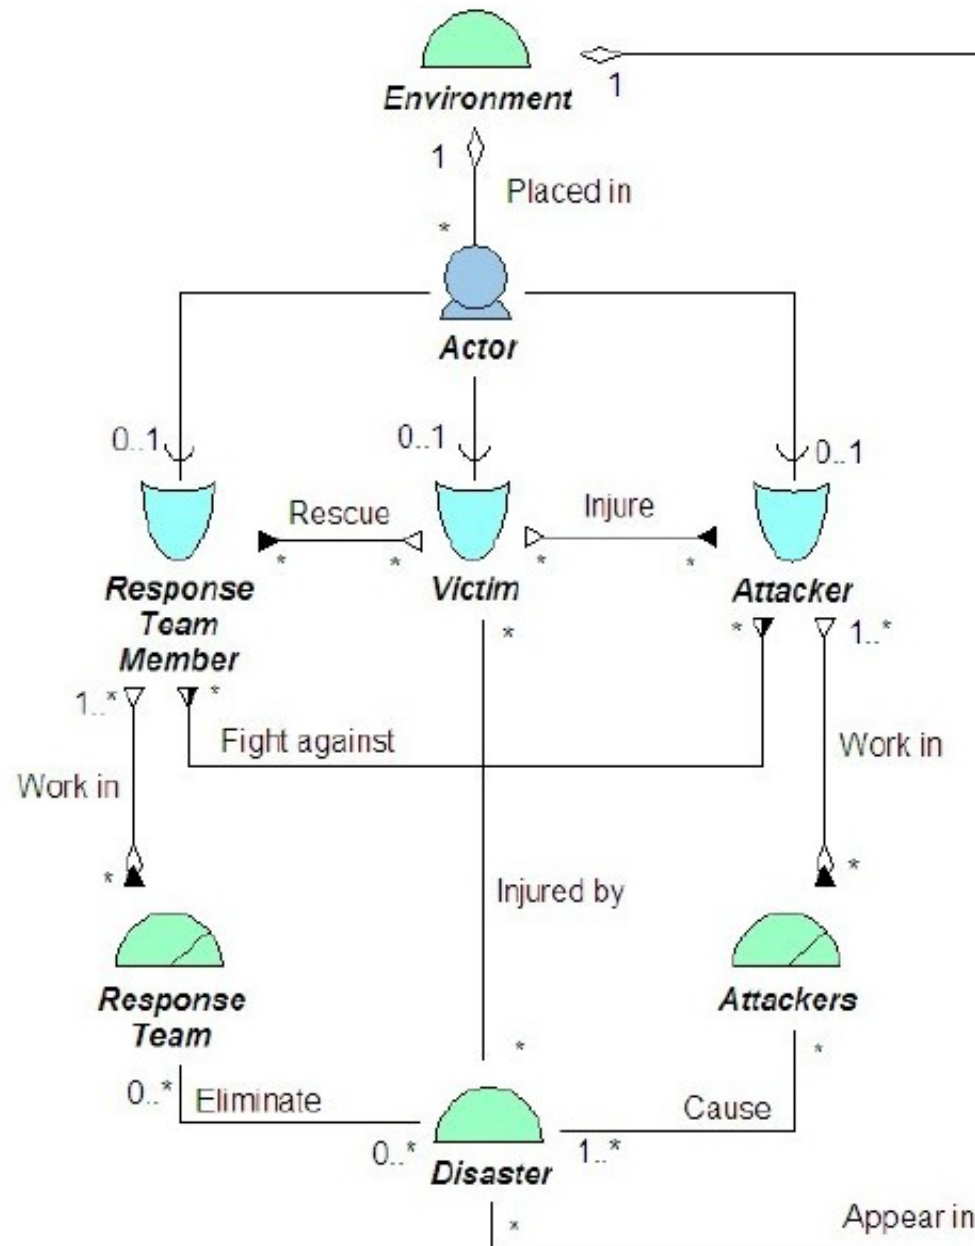 1
Environment
1
Placed in
*
Actor
0..1
0..1
0..1
Rescue
Injure
*
*
*
*
Response
Team
Member
Victim
Attacker
*
*
1..*
1..*
*
Fight against
Work in
Work in
*
*
Injured by
Response
Team
Attackers
*
*
0..*
Eliminate
Cause
0..*
1..*
Disaster
*
Appear in